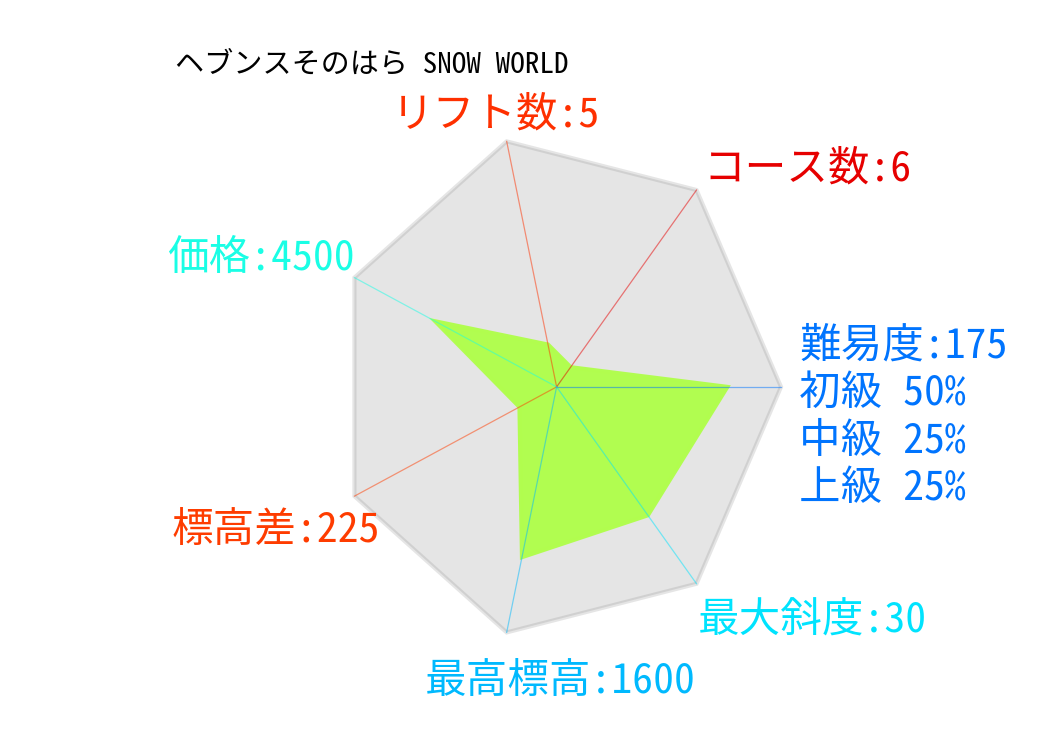 ヘブンスそのはら SNOW WORLD
リフト数:5
コース数:6
価格:4500
難易度:175
初級 50%
中級 25%
上級 25%
標高差:225
最大斜度:30
最高標高:1600